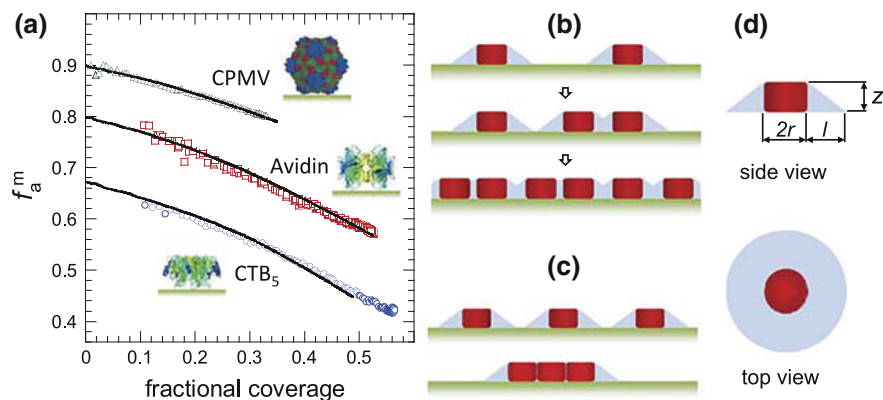 (a)
f_a^m
0.9
0.8
0.7
0.6
0.5
0.4
CPMV
Avidin
CTB₅
0
0.1
0.2
0.3
0.4
0.5
fractional coverage
(b)
(c)
(d)
z
2r
l
side view
top view